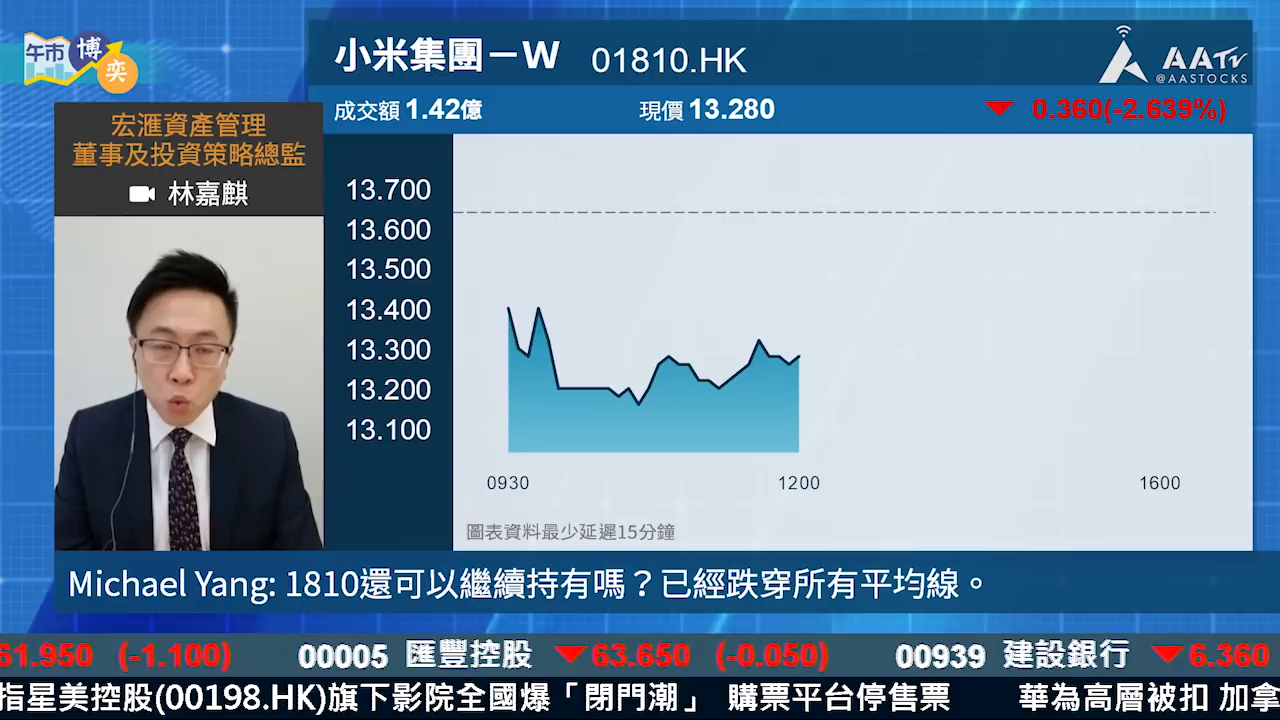 午市
博
奕
小米集團－W 01810.HK
AATV
@AASTOCKS
成交額 1.42億 現價 13.280 0.360(-2.639%)
宏滙資產管理
董事及投資策略總監
林嘉麒
13.700
13.600
13.500
13.400
13.300
13.200
13.100
0930 1200 1600
圖表資料最少延遲15分鐘
Michael Yang: 1810還可以繼續持有嗎？已經跌穿所有平均線。
61.950 (-1.100) 00005 匯豐控股 63.650 (-0.050) 00939 建設銀行 6.360
指星美控股(00198.HK)旗下影院全國爆「閉門潮」 購票平台停售票 華為高層被扣 加拿